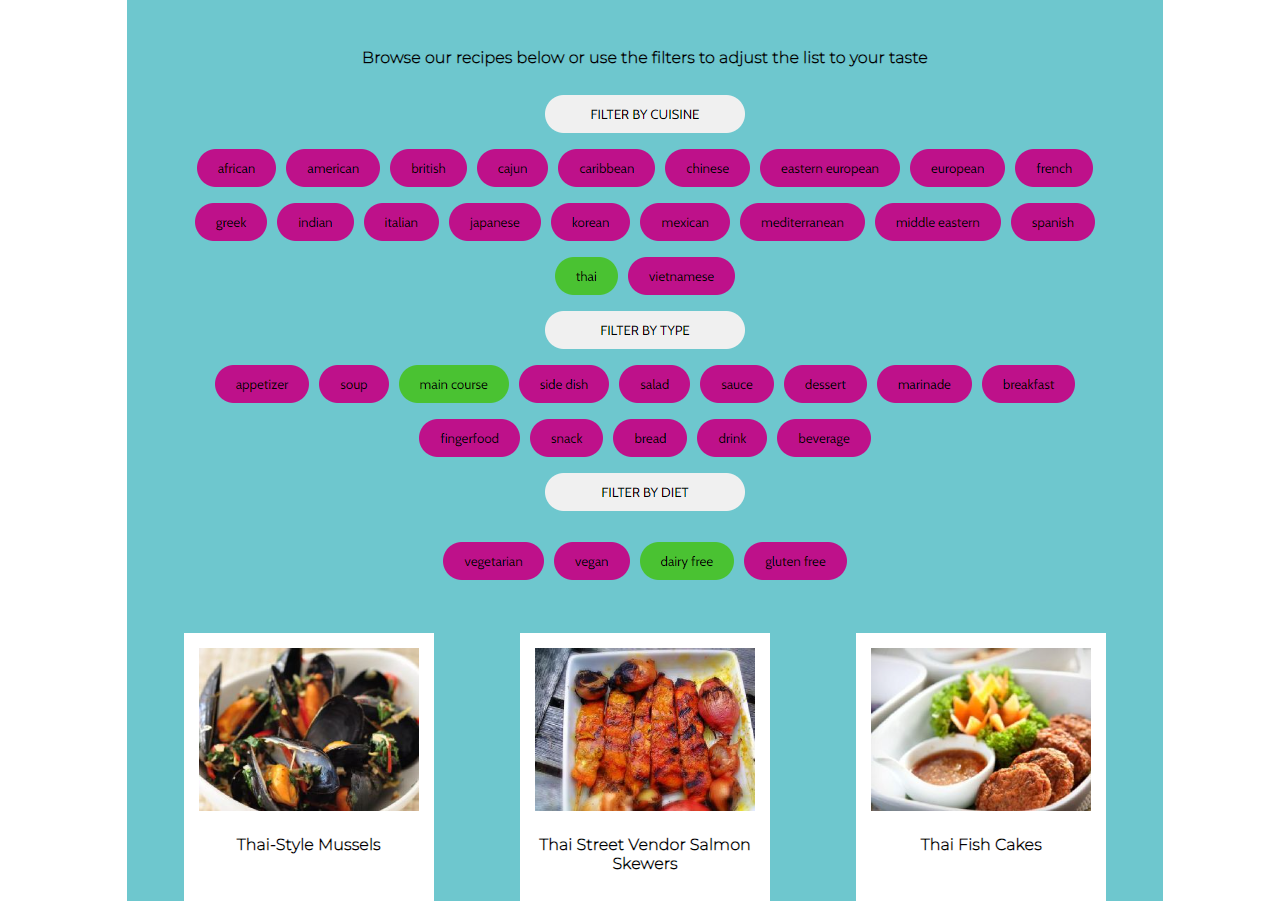 Browse our recipes below or use the filters to adjust the list to your taste
FILTER BY CUISINE
african american british cajun caribbean chinese eastern european european french
greek indian italian japanese korean mexican mediterranean middle eastern spanish
thai vietnamese
FILTER BY TYPE
appetizer soup main course side dish salad sauce dessert marinade breakfast
fingerfood snack bread drink beverage
FILTER BY DIET
vegetarian vegan dairy free gluten free
Thai-Style Mussels
Thai Street Vendor Salmon
Skewers
Thai Fish Cakes